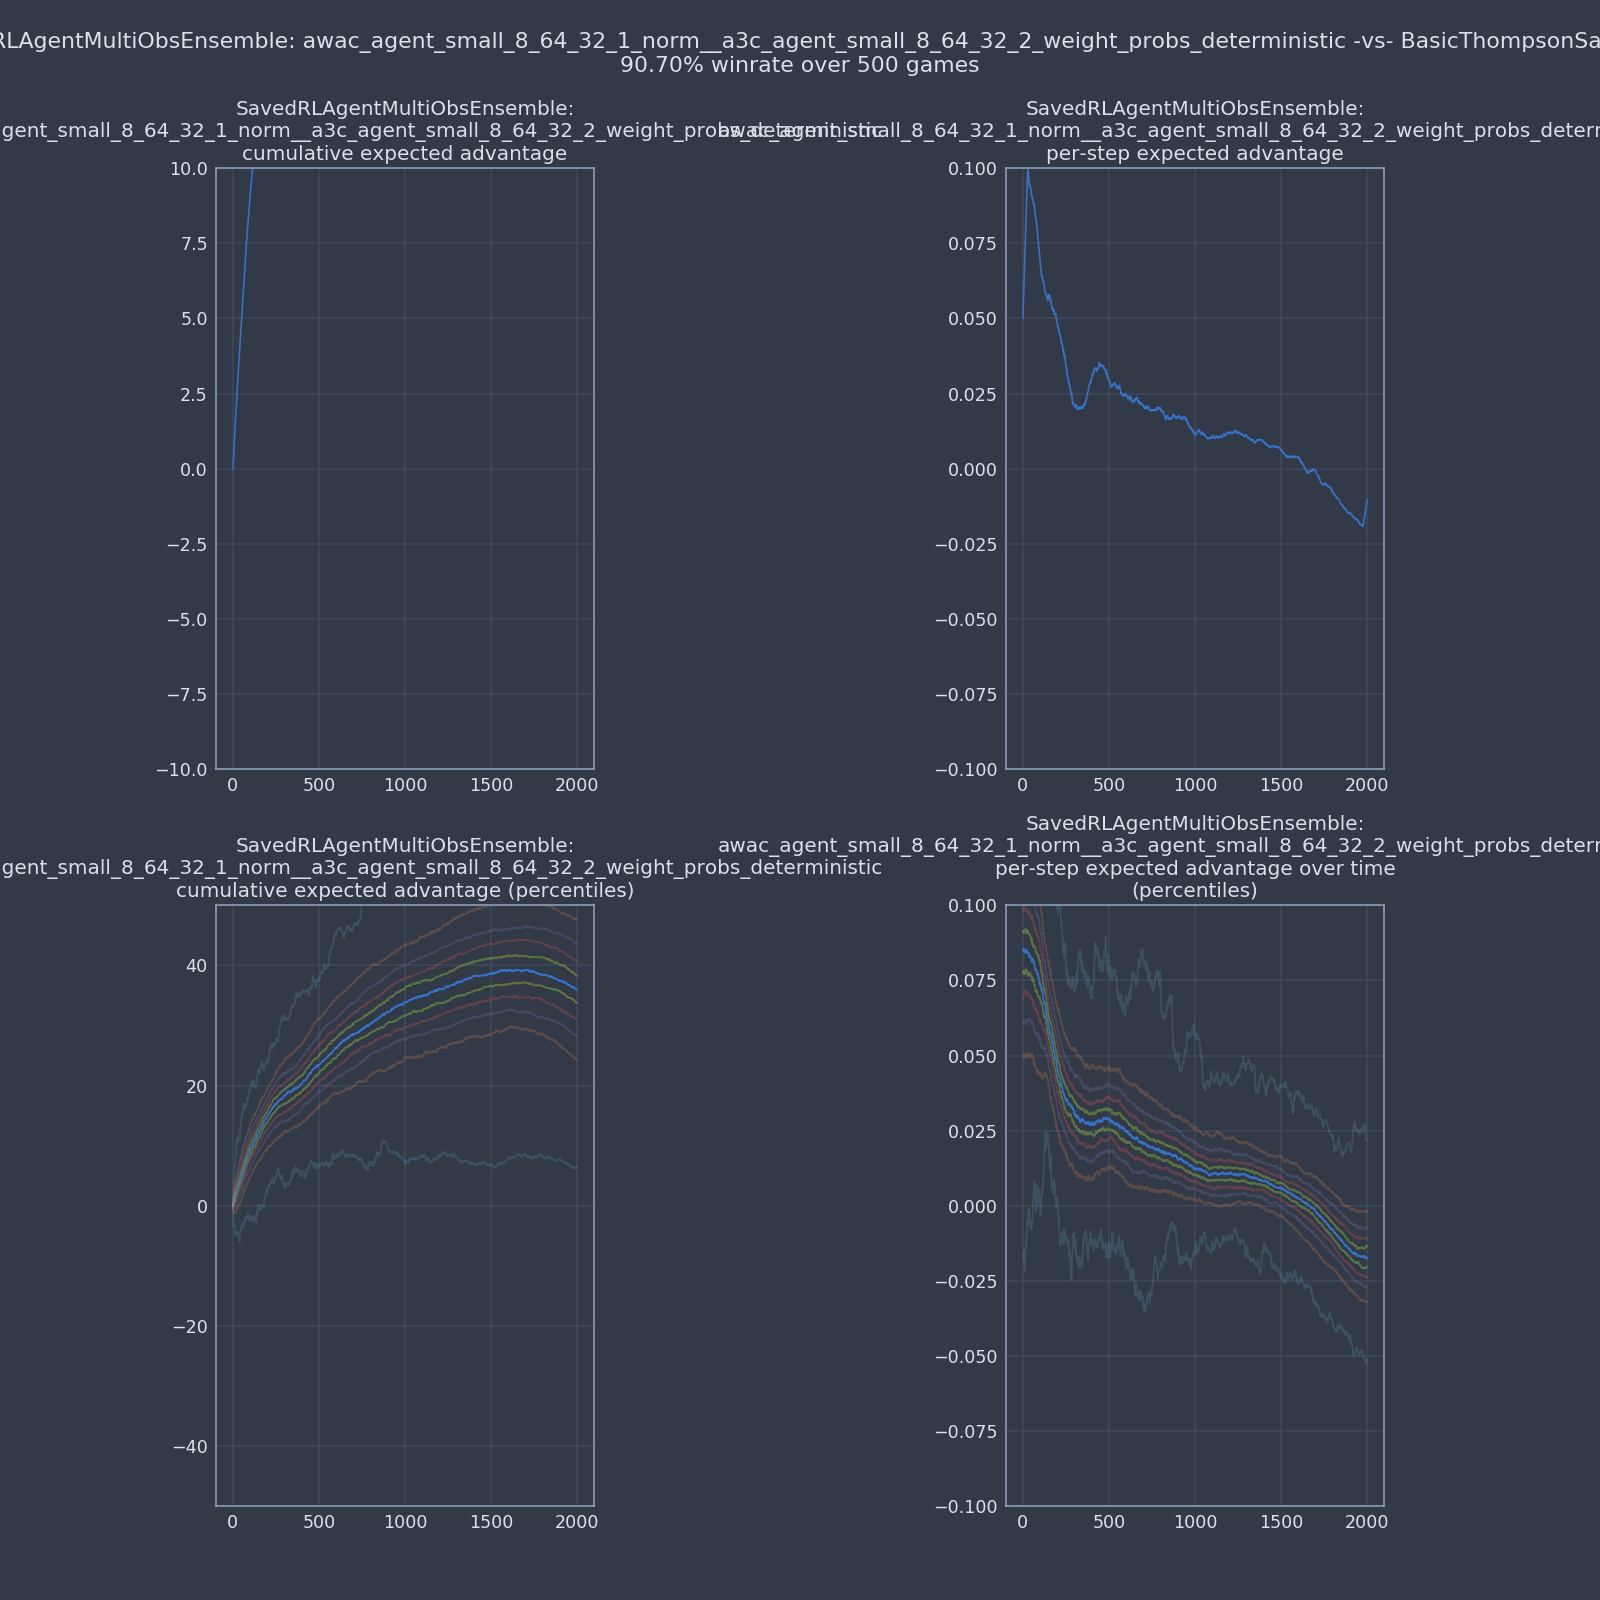 RLAgentMultiObsEnsemble: awac_agent_small_8_64_32_1_norm__a3c_agent_small_8_64_32_2_weight_probs_deterministic -vs- BasicThompsonSa
90.70% winrate over 500 games
SavedRLAgentMultiObsEnsemble:
gent_small_8_64_32_1_norm__a3c_agent_small_8_64_32_2_weight_probs_deterministic
cumulative expected advantage
10.0
7.5
5.0
2.5
0.0
−2.5
−5.0
−7.5
−10.0
0 500 1000 1500 2000
SavedRLAgentMultiObsEnsemble:
awac_agent_small_8_64_32_1_norm__a3c_agent_small_8_64_32_2_weight_probs_deterr
per-step expected advantage
0.100
0.075
0.050
0.025
0.000
−0.025
−0.050
−0.075
−0.100
0 500 1000 1500 2000
SavedRLAgentMultiObsEnsemble:
gent_small_8_64_32_1_norm__a3c_agent_small_8_64_32_2_weight_probs_deterministic
cumulative expected advantage (percentiles)
40
20
0
−20
−40
0 500 1000 1500 2000
SavedRLAgentMultiObsEnsemble:
awac_agent_small_8_64_32_1_norm__a3c_agent_small_8_64_32_2_weight_probs_deterr
per-step expected advantage over time
(percentiles)
0.100
0.075
0.050
0.025
0.000
−0.025
−0.050
−0.075
−0.100
0 500 1000 1500 2000